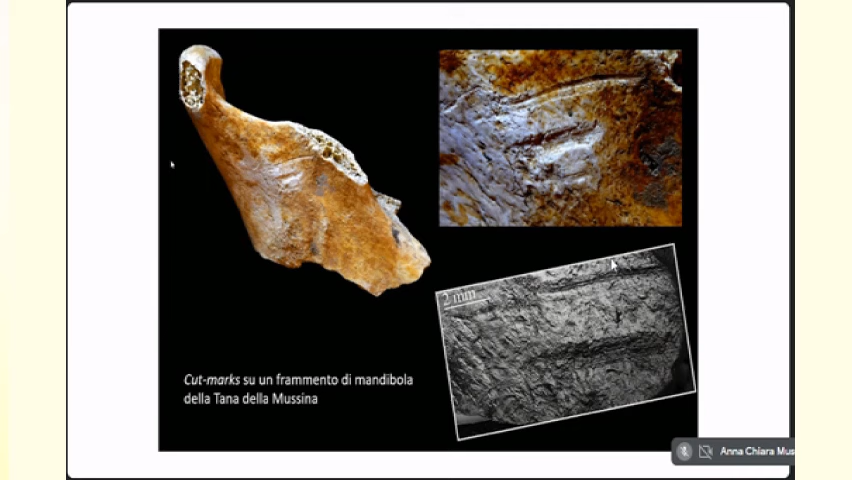 2 mm
Cut-marks su un frammento di mandibola
della Tana della Mussina
Anna Chiara Mus